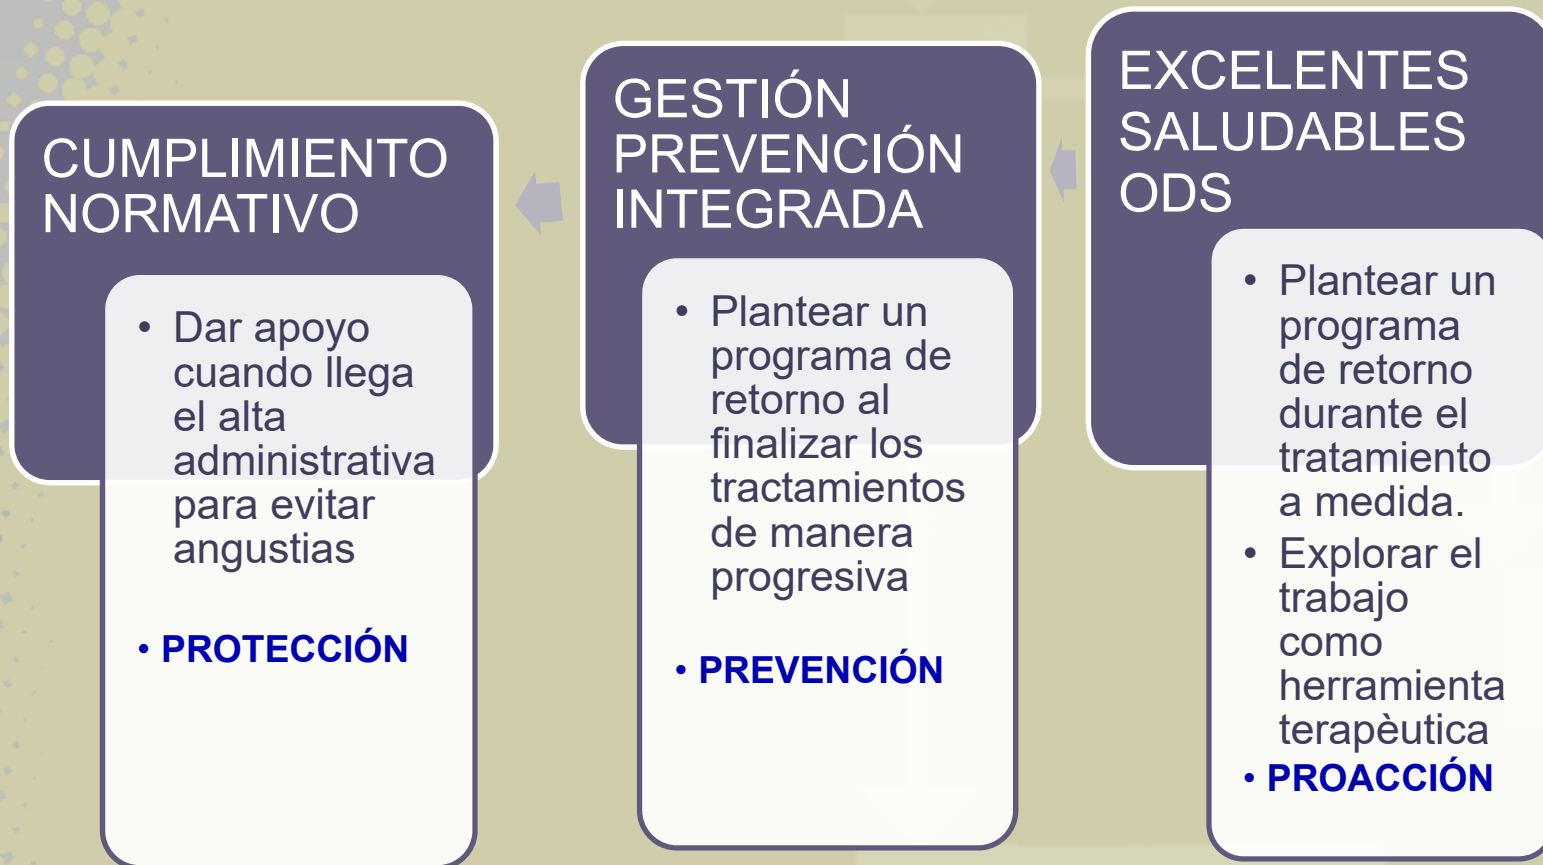 CUMPLIMIENTO
NORMATIVO
• Dar apoyo
cuando llega
el alta
administrativa
para evitar
angustias
• PROTECCIÓN
GESTIÓN
PREVENCIÓN
INTEGRADA
• Plantear un
programa de
retorno al
finalizar los
tractamientos
de manera
progresiva
• PREVENCIÓN
EXCELENTES
SALUDABLES
ODS
• Plantear un
programa
de retorno
durante el
tratamiento
a medida.
• Explorar el
trabajo
como
herramienta
terapèutica
• PROACCIÓN